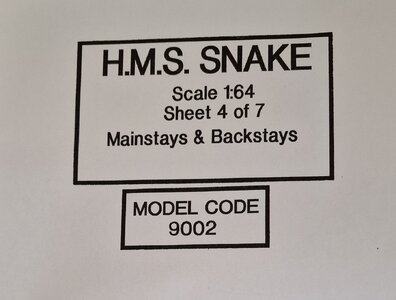 H.M.S. SNAKE
Scale 1:64
Sheet 4 of 7
Mainstays & Backstays
MODEL CODE
9002